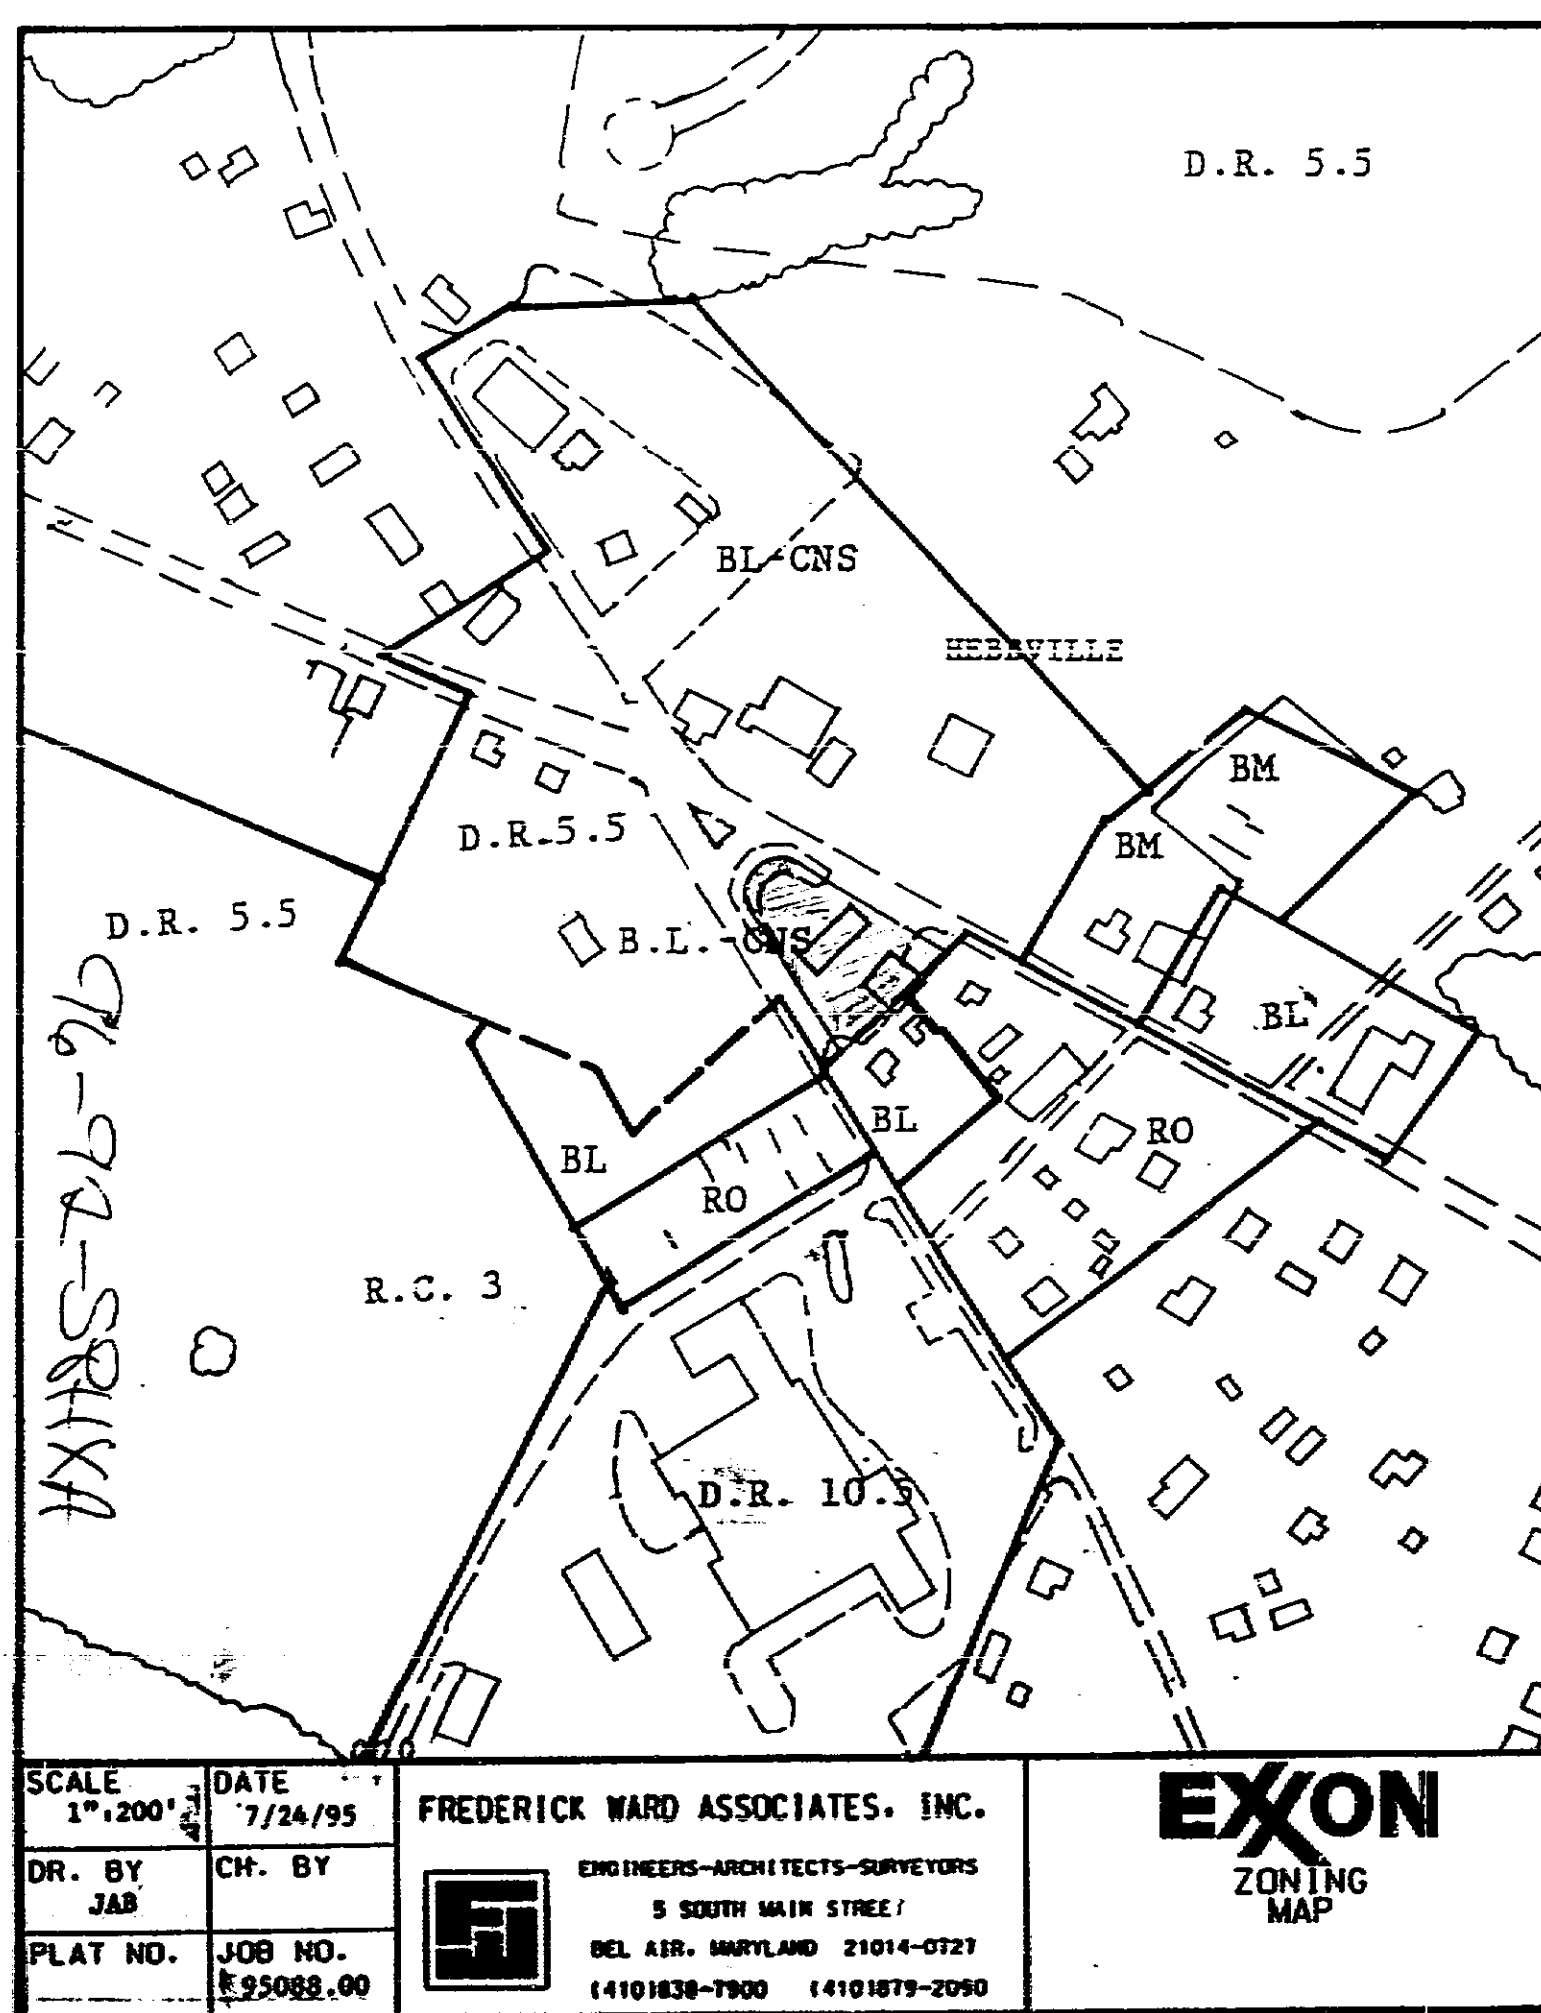 D.R. 5.5
BL-CNS
HEBBVILLE
BM
BM
D.R.5.5
D.R. 5.5
B.L.-CNS
BL
BL
RO
BL
RO
R.C. 3
D.R. 10.5
96-92-SPHXA
SCALE
1":200'
DATE
7/24/95
DR. BY
JAB
CH. BY
PLAT NO.
JOB NO.
95088.00
FREDERICK WARD ASSOCIATES. INC.
ENGINEERS-ARCHITECTS-SURVEYORS
5 SOUTH MAIN STREET
BEL AIR. MARYLAND 21014-0727
(410)838-7900 (410)879-2090
EXXON
ZONING
MAP